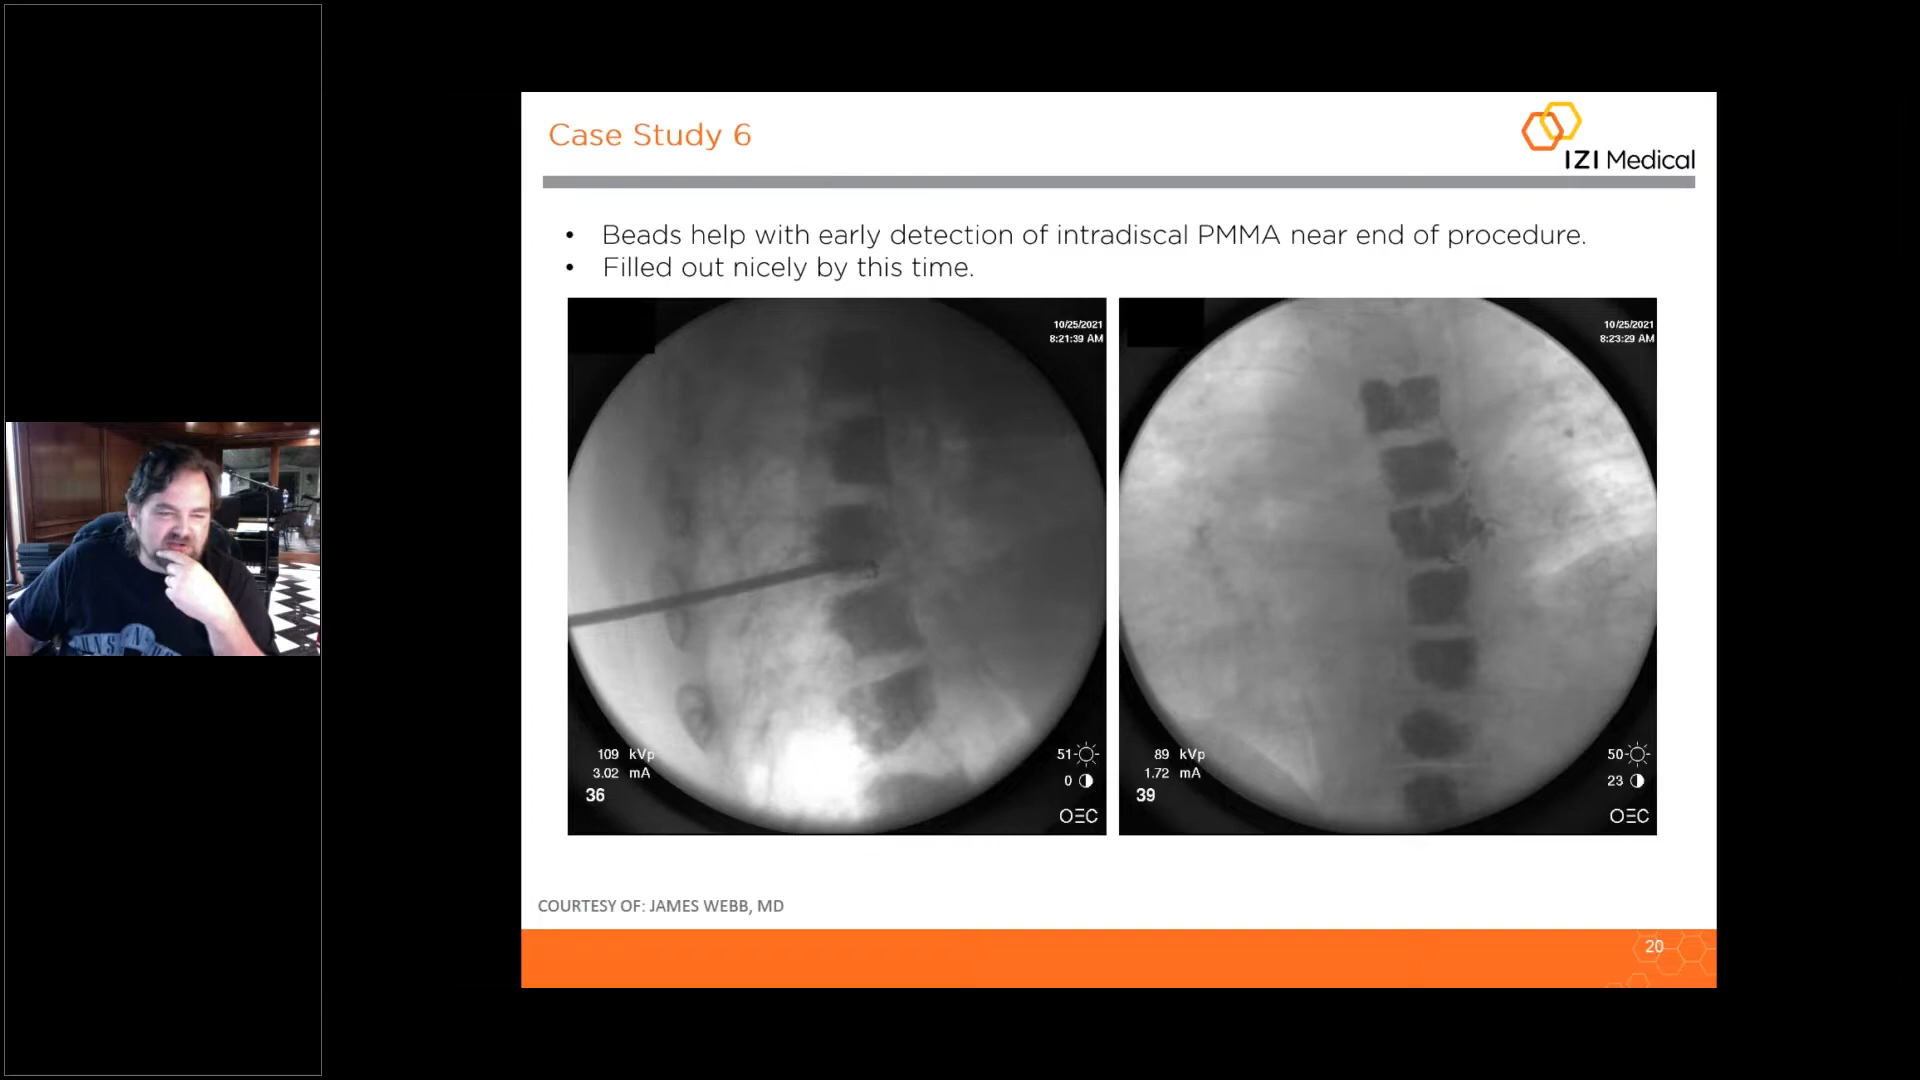 Case Study 6
IZI Medical
• Beads help with early detection of intradiscal PMMA near end of procedure.
• Filled out nicely by this time.
10/25/2021
8:21:39 AM
109 kVp
3.02 mA
36
51
0
OEC
10/25/2021
8:23:29 AM
89 kVp
1.72 mA
39
50
23
OEC
COURTESY OF: JAMES WEBB, MD
20